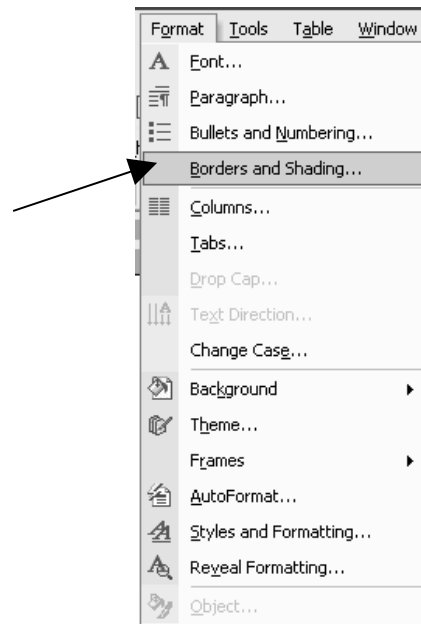 Format Tools Table Window
Font...
Paragraph...
Bullets and Numbering...
Borders and Shading...
Columns...
Tabs...
Drop Cap...
Text Direction...
Change Case...
Background
Theme...
Frames
AutoFormat...
Styles and Formatting...
Reveal Formatting...
Object...